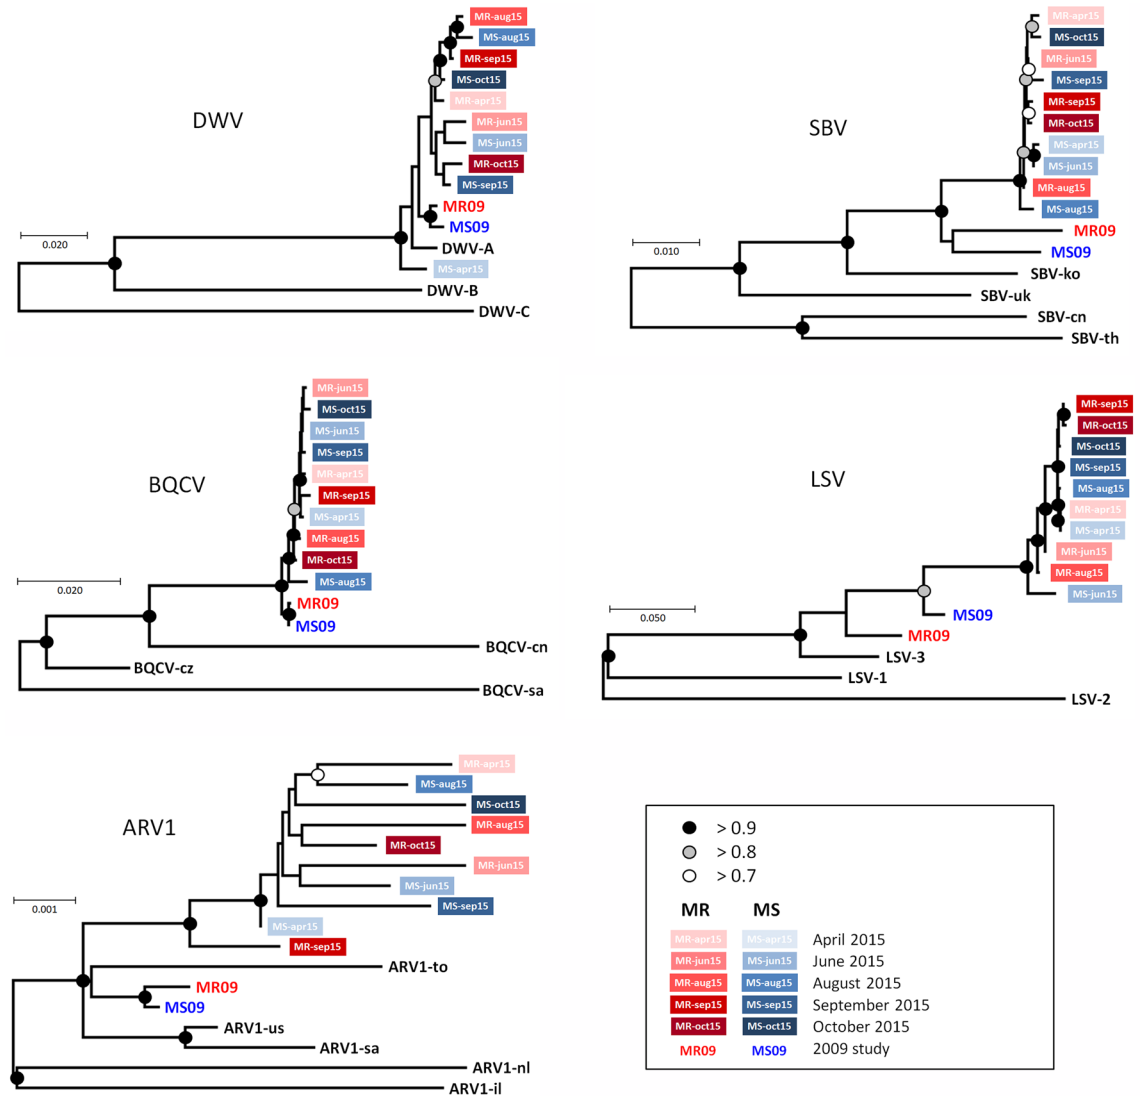 DWV
MR-aug15
MS-aug15
MR-sep15
MS-oct15
MR-apr15
MR-jun15
MS-jun15
MR-oct15
MS-sep15
MR09
MS09
DWV-A
MS-apr15
DWV-B
DWV-C
0.020
SBV
MR-apr15
MS-oct15
MR-jun15
MS-sep15
MR-sep15
MR-oct15
MS-apr15
MS-jun15
MR-aug15
MS-aug15
MR09
MS09
SBV-ko
SBV-uk
SBV-cn
SBV-th
0.010
BQCV
MR-jun15
MS-oct15
MS-jun15
MS-sep15
MR-apr15
MR-sep15
MS-apr15
MR-aug15
MR-oct15
MS-aug15
MR09
MS09
BQCV-cn
BQCV-cz
BQCV-sa
0.020
LSV
MR-sep15
MR-oct15
MS-oct15
MS-sep15
MS-aug15
MR-apr15
MS-apr15
MR-jun15
MR-aug15
MS-jun15
MS09
MR09
LSV-3
LSV-1
LSV-2
0.050
ARV1
MR-apr15
MS-aug15
MS-oct15
MR-aug15
MR-oct15
MR-jun15
MS-jun15
MS-sep15
MS-apr15
MR-sep15
ARV1-to
MR09
MS09
ARV1-us
ARV1-sa
ARV1-nl
ARV1-il
0.001
> 0.9
> 0.8
> 0.7
MR MS
MR-apr15 MS-apr15 April 2015
MR-jun15 MS-jun15 June 2015
MR-aug15 MS-aug15 August 2015
MR-sep15 MS-sep15 September 2015
MR-oct15 MS-oct15 October 2015
MR09 MS09 2009 study